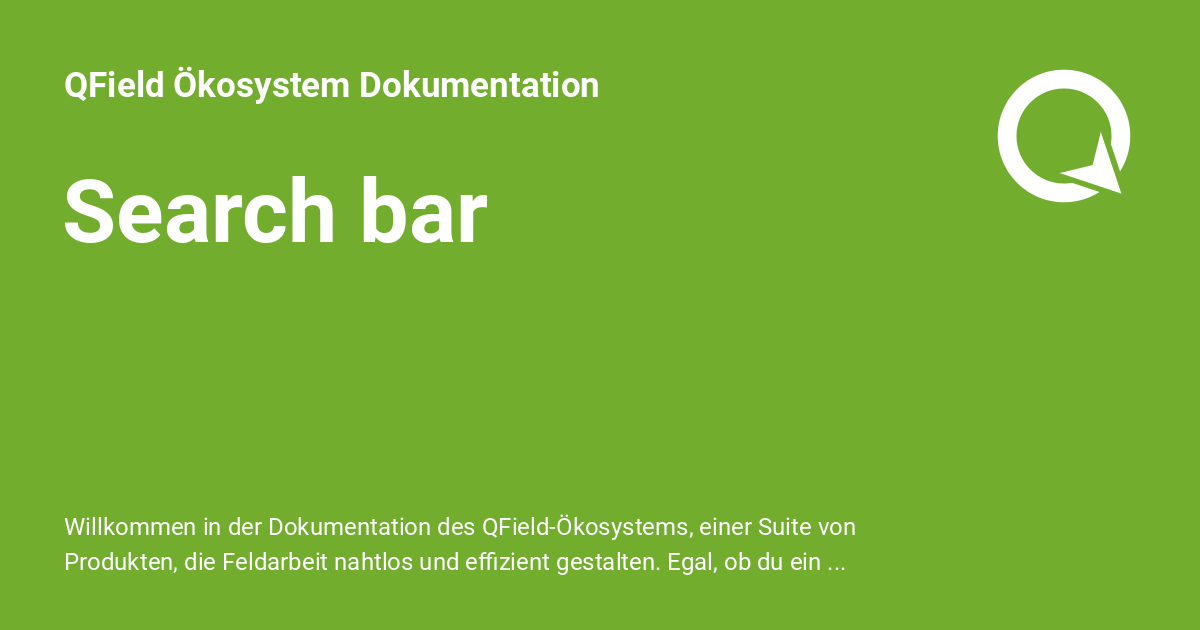 QField Ökosystem Dokumentation
Search bar
Willkommen in der Dokumentation des QField-Ökosystems, einer Suite von
Produkten, die Feldarbeit nahtlos und effizient gestalten. Egal, ob du ein ...